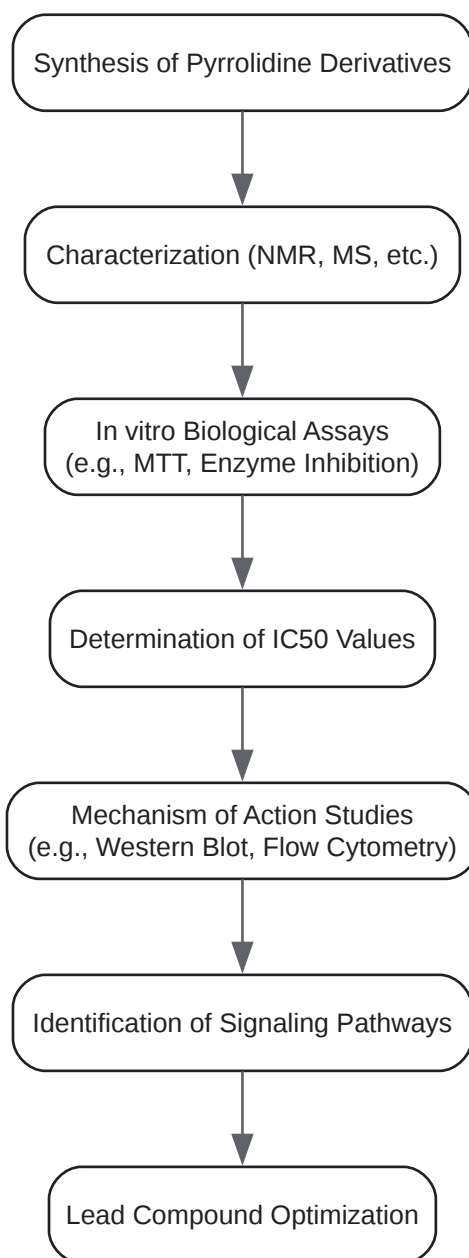 Synthesis of Pyrrolidine Derivatives
Characterization (NMR, MS, etc.)
In vitro Biological Assays
(e.g., MTT, Enzyme Inhibition)
Determination of IC50 Values
Mechanism of Action Studies
(e.g., Western Blot, Flow Cytometry)
Identification of Signaling Pathways
Lead Compound Optimization